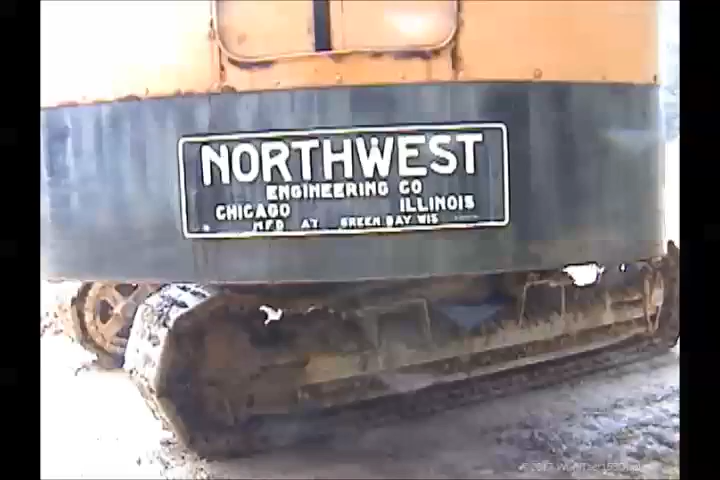 NORTHWEST
ENGINEERING CO
CHICAGO ILLINOIS
MFD AT GREEN BAY WIS